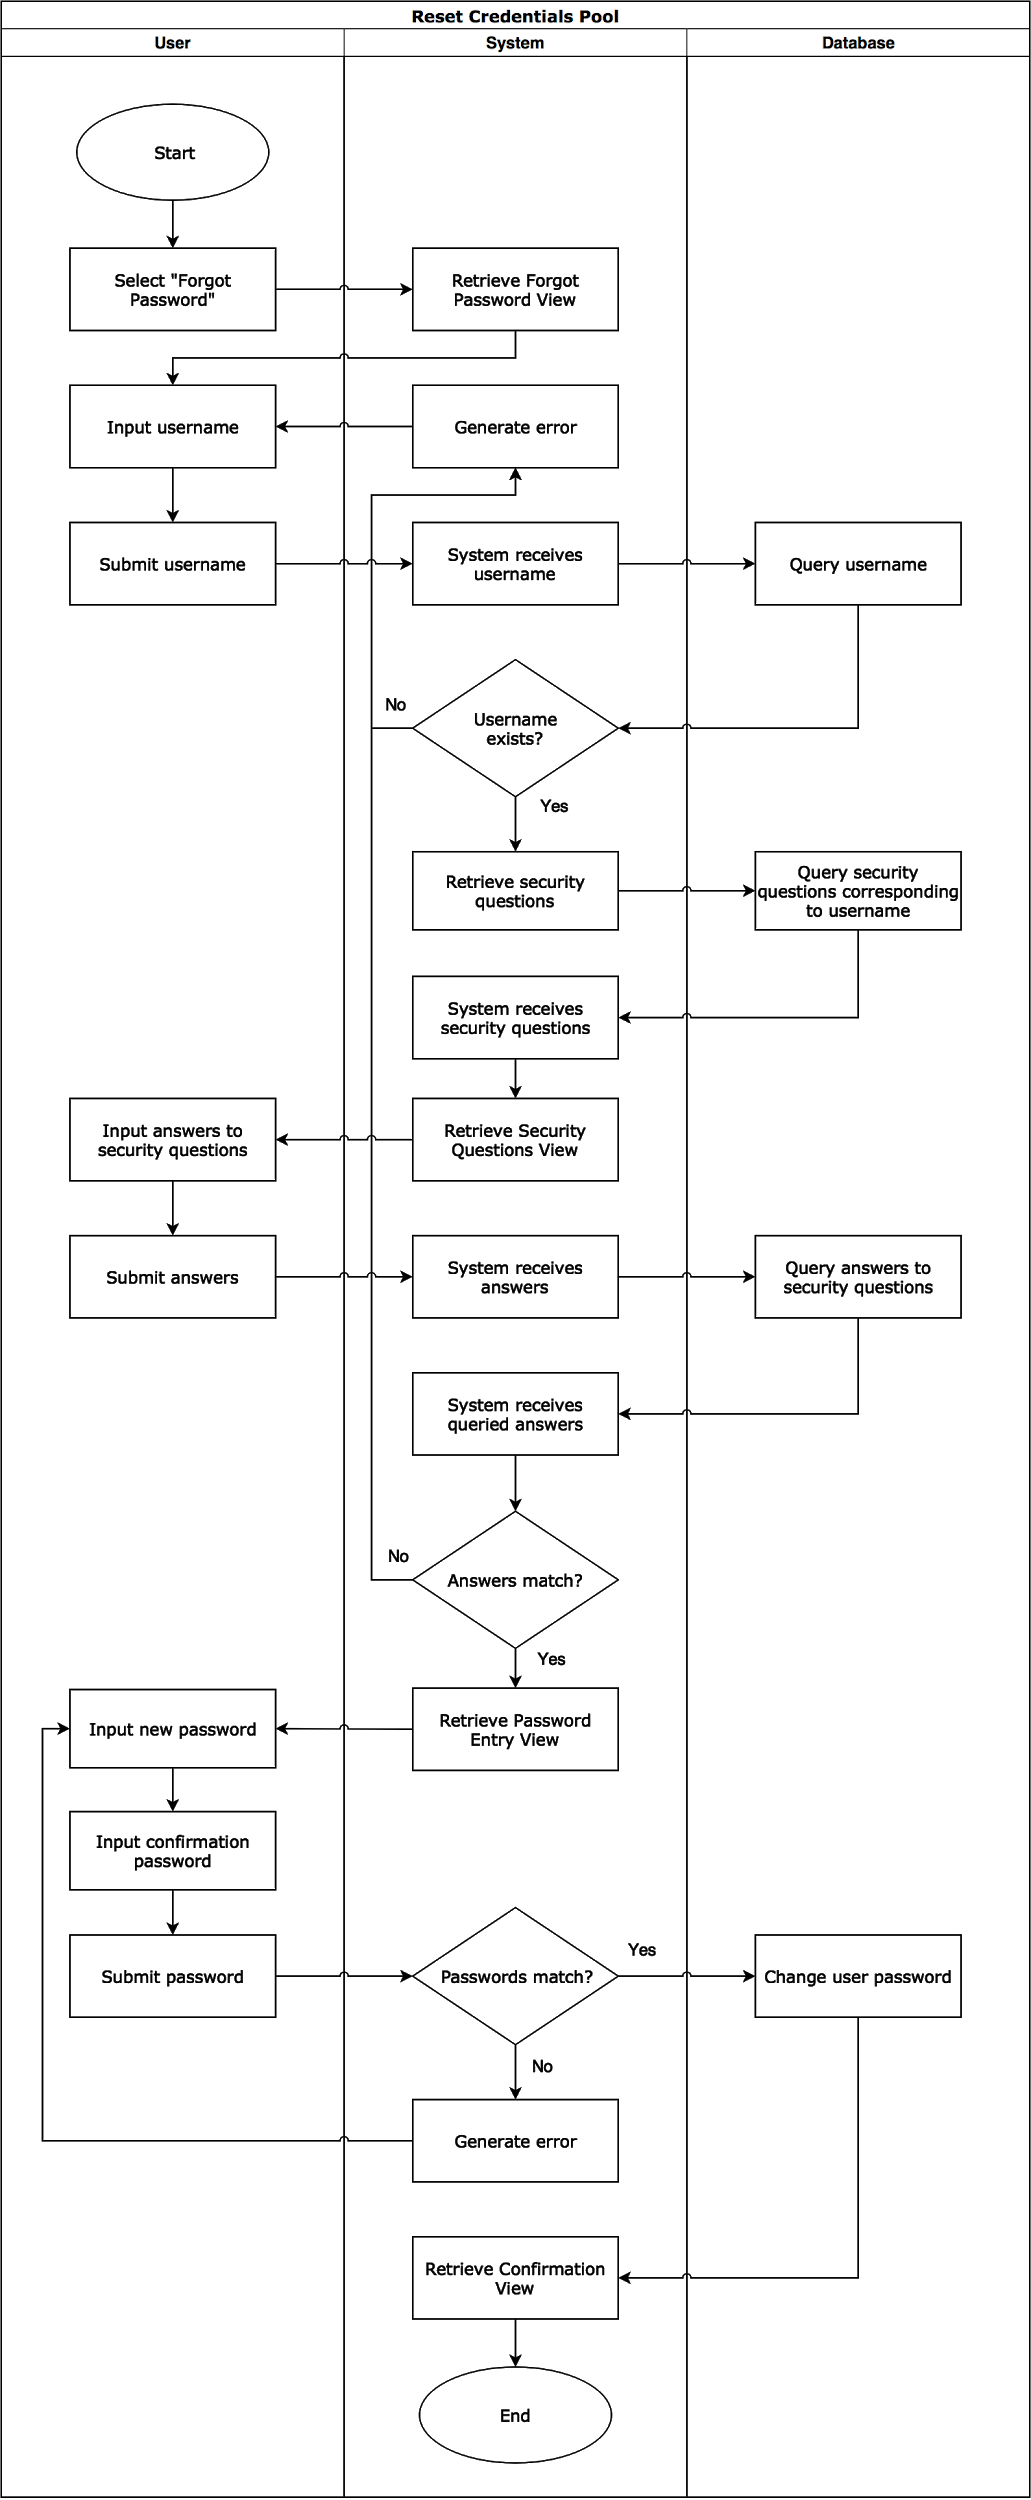 Reset Credentials Pool
User
System
Database
Start
Select "Forgot
Password"
Retrieve Forgot
Password View
Input username
Generate error
Submit username
System receives
username
Query username
No
Username
exists?
Yes
Retrieve security
questions
Query security
questions corresponding
to username
System receives
security questions
Input answers to
security questions
Retrieve Security
Questions View
Submit answers
System receives
answers
Query answers to
security questions
System receives
queried answers
No
Answers match?
Yes
Input new password
Retrieve Password
Entry View
Input confirmation
password
Submit password
Passwords match?
Yes
Change user password
No
Generate error
Retrieve Confirmation
View
End